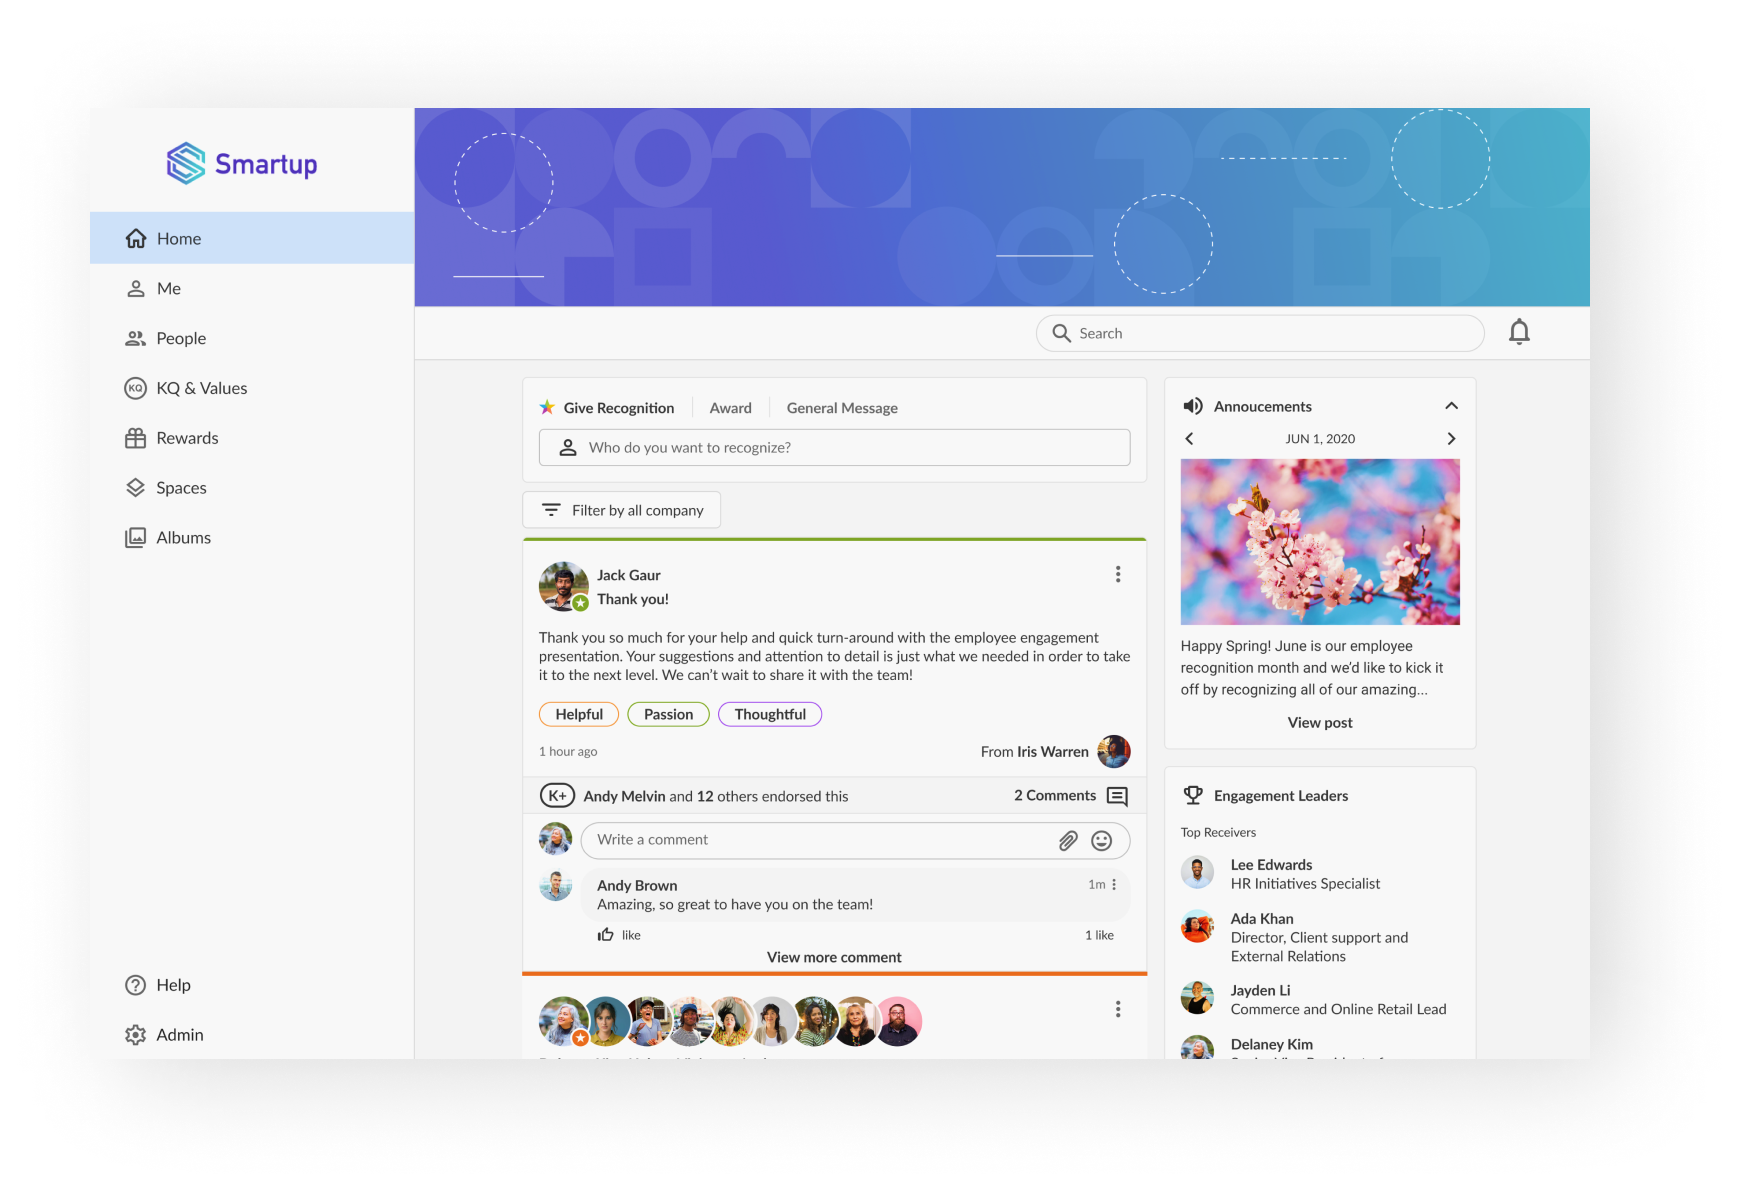 Smartup
Home
Me
People
KQ
KQ & Values
Rewards
Spaces
Albums
Help
Admin
Search
Give Recognition
Award
General Message
Who do you want to recognize?
Filter by all company
Jack Gaur
Thank you!
Thank you so much for your help and quick turn-around with the employee engagement
presentation. Your suggestions and attention to detail is just what we needed in order to take
it to the next level. We can't wait to share it with the team!
Helpful
Passion
Thoughtful
1 hour ago
From Iris Warren
K+
Andy Melvin and 12 others endorsed this
2 Comments
Write a comment
Andy Brown
1m
Amazing, so great to have you on the team!
like
1 like
View more comment
Annoucements
JUN 1, 2020
Happy Spring! June is our employee
recognition month and we'd like to kick it
off by recognizing all of our amazing...
View post
Engagement Leaders
Top Receivers
Lee Edwards
HR Initiatives Specialist
Ada Khan
Director, Client support and
External Relations
Jayden Li
Commerce and Online Retail Lead
Delaney Kim